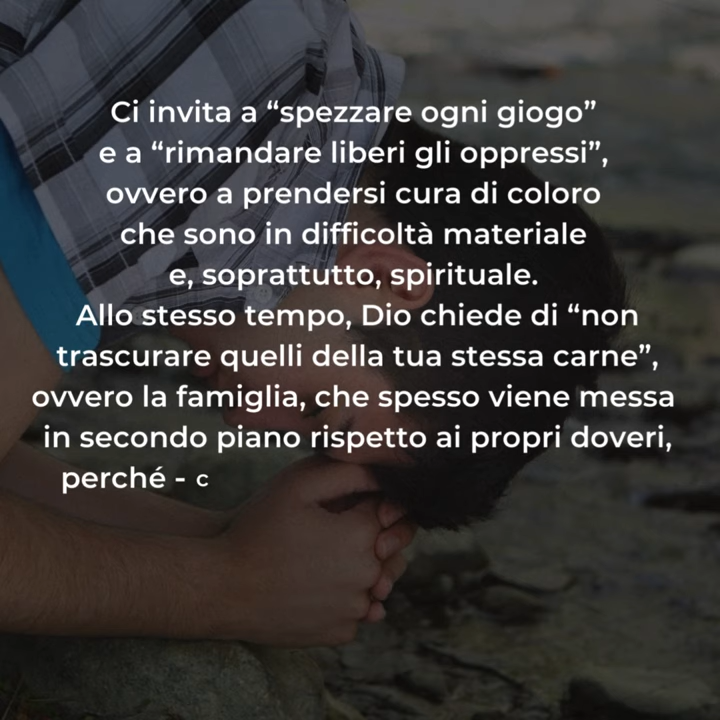 Ci invita a “spezzare ogni giogo”
e a “rimandare liberi gli oppressi”,
ovvero a prendersi cura di coloro
che sono in difficoltà materiale
e, soprattutto, spirituale.
Allo stesso tempo, Dio chiede di “non
trascurare quelli della tua stessa carne”,
ovvero la famiglia, che spesso viene messa
in secondo piano rispetto ai propri doveri,
perché - c